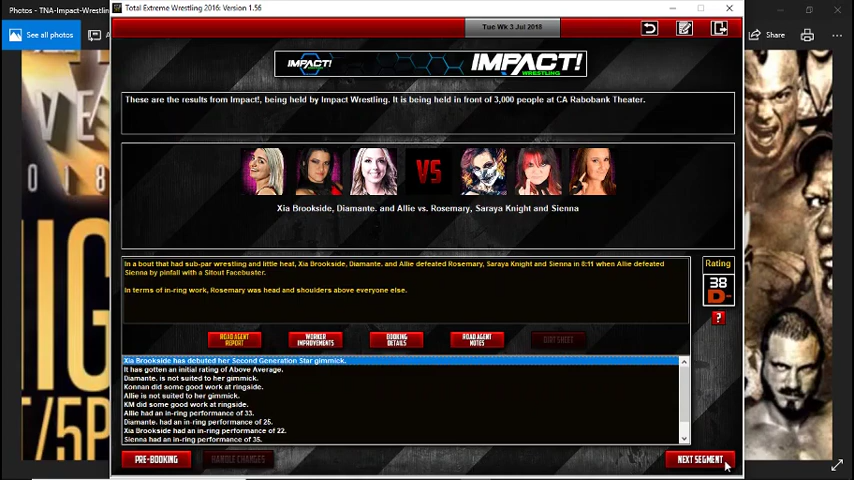 Photos - TNA-Impact-Wrestling
Total Extreme Wrestling 2016: Version 1.56
See all photos
Share
Tue Wk 3 Jul 2018
IMPACT!
IMPACT!
WRESTLING
These are the results from Impact!, being held by Impact Wrestling. It is being held in front of 3,000 people at CA Rabobank Theater.
VS
Xia Brookside, Diamante. and Allie vs. Rosemary, Saraya Knight and Sienna
In a bout that had sub-par wrestling and little heat, Xia Brookside, Diamante. and Allie defeated Rosemary, Saraya Knight and Sienna in 8:11 when Allie defeated
Sienna by pinfall with a Sitout Facebuster.
In terms of in-ring work, Rosemary was head and shoulders above everyone else.
Rating
38
D-
?
ROAD AGENT REPORT
WORKER IMPROVEMENTS
BOOKING DETAILS
ROAD AGENT NOTES
DIRT SHEET
Xia Brookside has debuted her Second Generation Star gimmick.
It has gotten an initial rating of Above Average.
Diamante. is not suited to her gimmick.
Konnan did some good work at ringside.
Allie is not suited to her gimmick.
KM did some good work at ringside.
Allie had an in-ring performance of 33.
Diamante. had an in-ring performance of 25.
Xia Brookside had an in-ring performance of 22.
Sienna had an in-ring performance of 35.
PRE-BOOKING
HANDLE CHANGES
NEXT SEGMENT